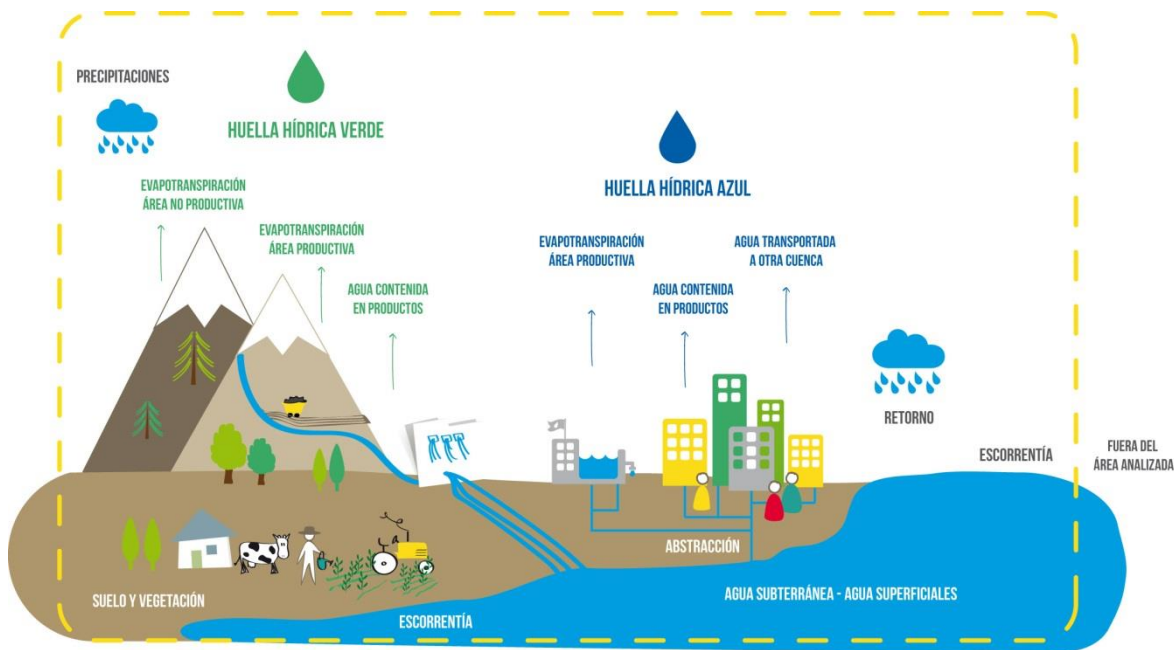 PRECIPITACIONES
HUELLA HÍDRICA VERDE
EVAPOTRANSPIRACIÓN
ÁREA NO PRODUCTIVA
EVAPOTRANSPIRACIÓN
ÁREA PRODUCTIVA
AGUA CONTENIDA
EN PRODUCTOS
HUELLA HÍDRICA AZUL
EVAPOTRANSPIRACIÓN
ÁREA PRODUCTIVA
AGUA CONTENIDA
EN PRODUCTOS
AGUA TRANSPORTADA
A OTRA CUENCA
RETORNO
ESCORRENTÍA
FUERA DEL
ÁREA ANALIZADA
ABSTRACCIÓN
SUELO Y VEGETACIÓN
ESCORRENTÍA
AGUA SUBTERRÁNEA - AGUA SUPERFICIALES